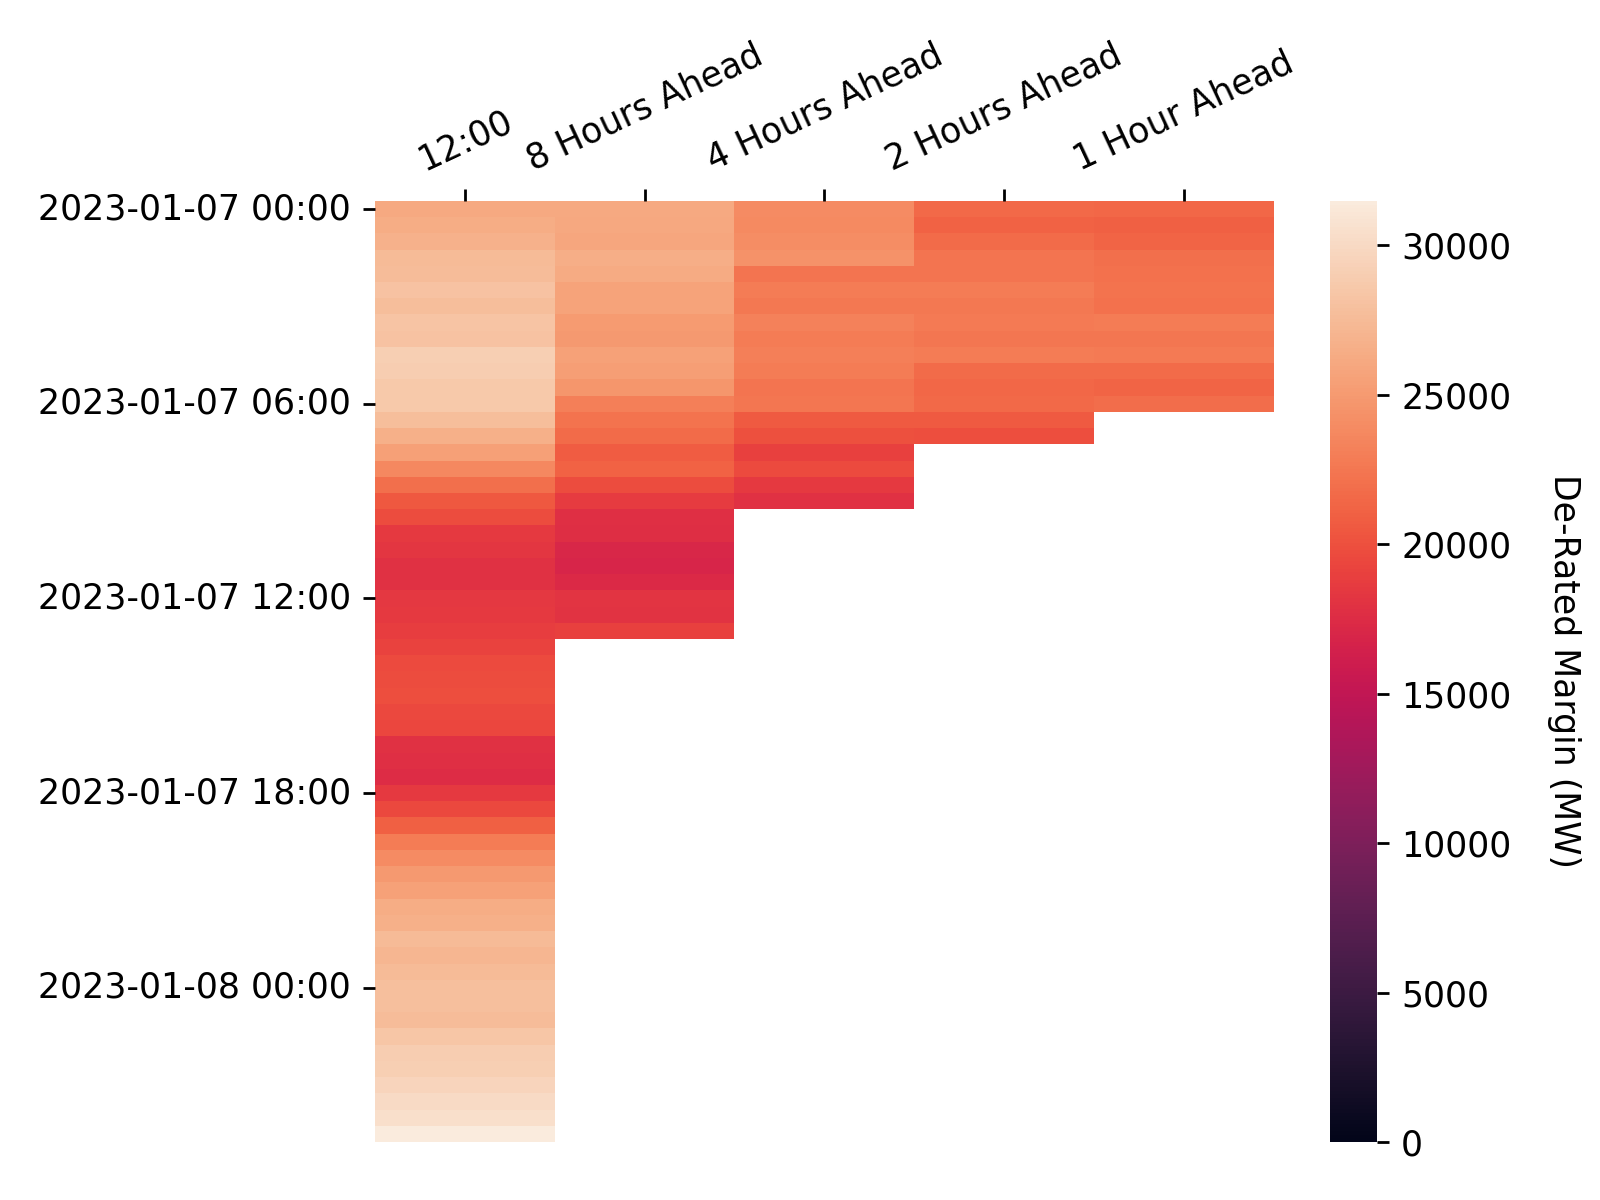 12:00
8 Hours Ahead
4 Hours Ahead
2 Hours Ahead
1 Hour Ahead
2023-01-07 00:00
2023-01-07 06:00
2023-01-07 12:00
2023-01-07 18:00
2023-01-08 00:00
30000
25000
20000
15000
10000
5000
0
De-Rated Margin (MW)